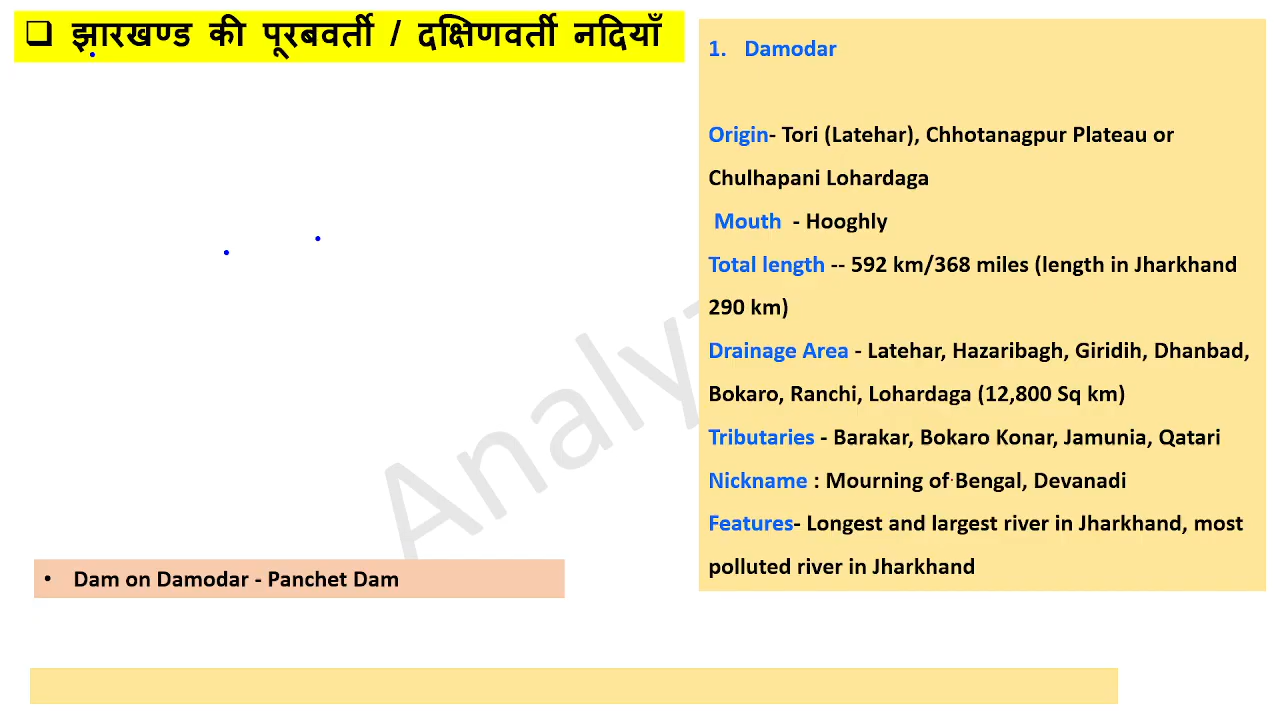 ❑ झारखण्ड की पूरबवर्ती / दक्षिणवर्ती नदियाँ
1. Damodar
Origin- Tori (Latehar), Chhotanagpur Plateau or
Chulhapani Lohardaga
Mouth - Hooghly
Total length -- 592 km/368 miles (length in Jharkhand
290 km)
Drainage Area - Latehar, Hazaribagh, Giridih, Dhanbad,
Bokaro, Ranchi, Lohardaga (12,800 Sq km)
Tributaries - Barakar, Bokaro Konar, Jamunia, Qatari
Nickname : Mourning of Bengal, Devanadi
Features- Longest and largest river in Jharkhand, most
polluted river in Jharkhand
• Dam on Damodar - Panchet Dam